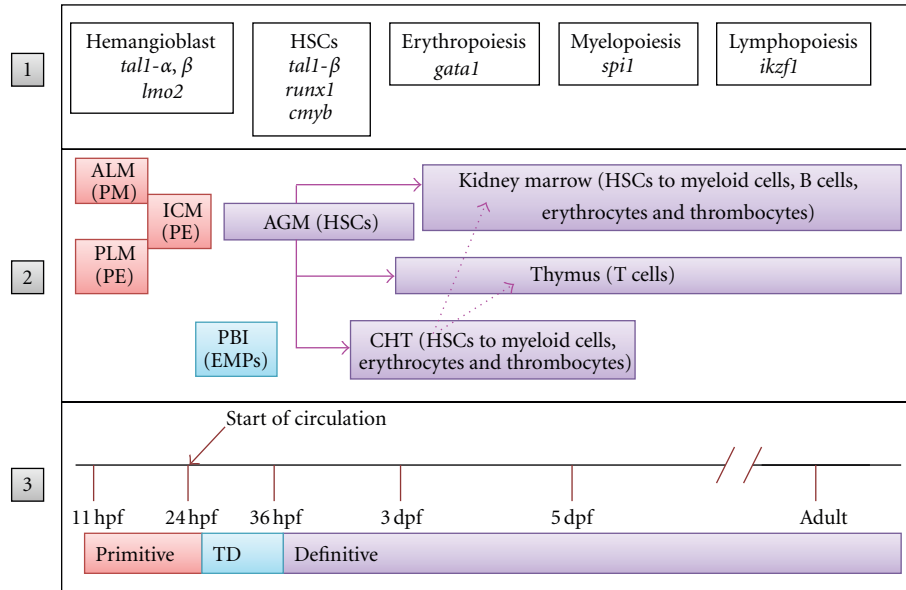 1
Hemangioblast
tal1-α, β
lmo2
HSCs
tal1-β
runx1
cmyb
Erythropoiesis
gata1
Myelopoiesis
spi1
Lymphopoiesis
ikzf1
2
ALM
(PM)
ICM
(PE)
PLM
(PE)
AGM (HSCs)
Kidney marrow (HSCs to myeloid cells, B cells,
erythrocytes and thrombocytes)
Thymus (T cells)
PBI
(EMPs)
CHT (HSCs to myeloid cells,
erythrocytes and thrombocytes)
3
Start of circulation
11 hpf
24 hpf
36 hpf
3 dpf
5 dpf
Adult
Primitive
TD
Definitive